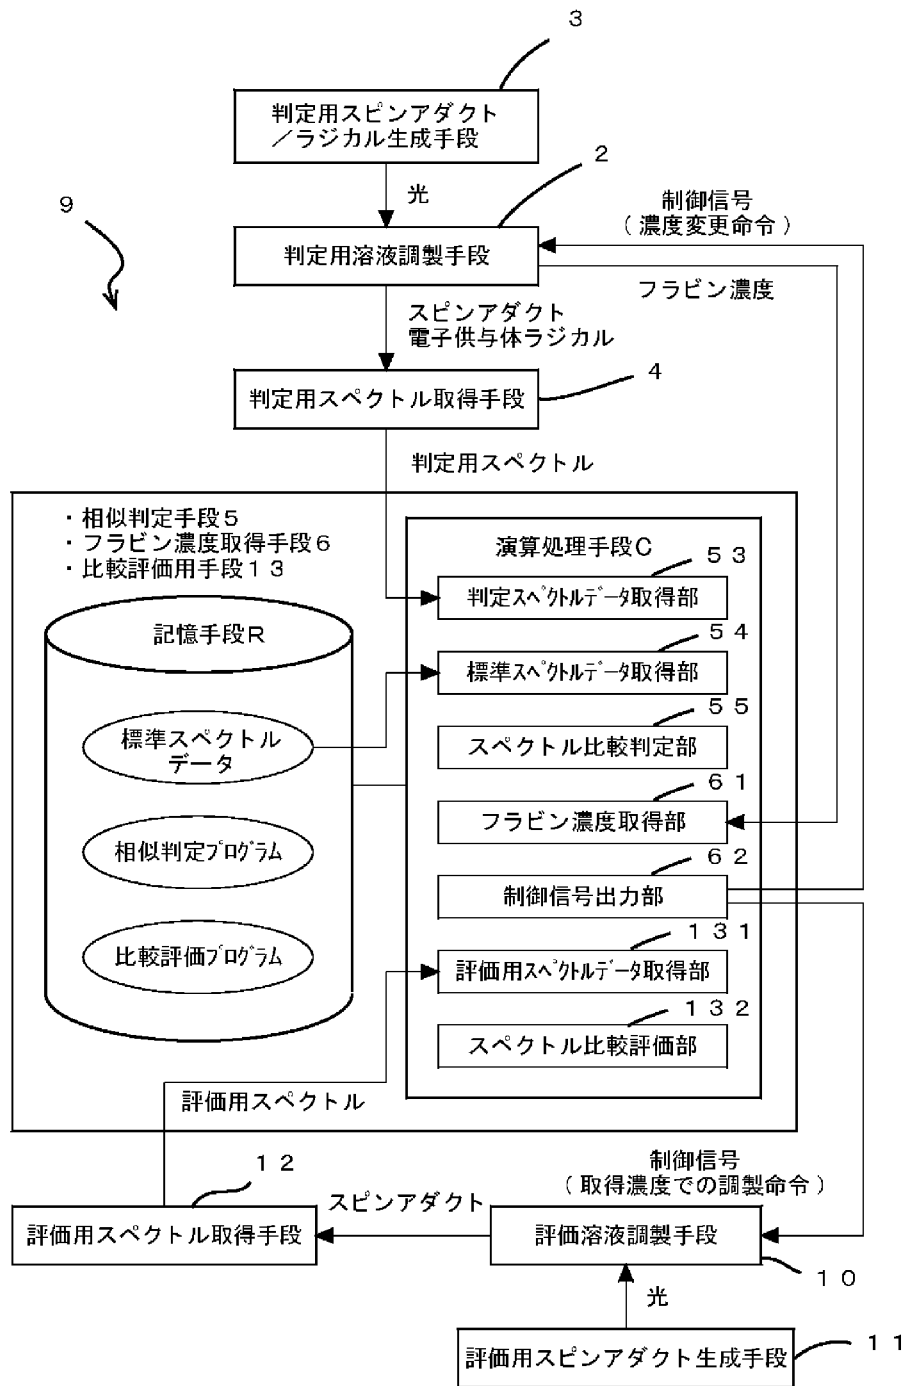 ３
判定用スピンアダクト
／ラジカル生成手段
光
２
９
制御信号
（濃度変更命令）
判定用溶液調製手段
フラビン濃度
スピンアダクト
電子供与体ラジカル
４
判定用スペクトル取得手段
判定用スペクトル
・相似判定手段５
・フラビン濃度取得手段６
・比較評価用手段１３
演算処理手段C
５３
判定ｽﾍﾟｸﾄﾙﾃﾞｰﾀ取得部
記憶手段R
５４
標準ｽﾍﾟｸﾄﾙﾃﾞｰﾀ取得部
標準スペクトル
データ
５５
スペクトル比較判定部
６１
フラビン濃度取得部
相似判定ﾌﾟﾛｸﾞﾗﾑ
６２
制御信号出力部
比較評価ﾌﾟﾛｸﾞﾗﾑ
１３１
評価用ｽﾍﾟｸﾄﾙﾃﾞｰﾀ取得部
１３２
スペクトル比較評価部
評価用スペクトル
１２
制御信号
（取得濃度での調製命令）
スピンアダクト
評価用スペクトル取得手段
評価溶液調製手段
１０
光
１１
評価用スピンアダクト生成手段